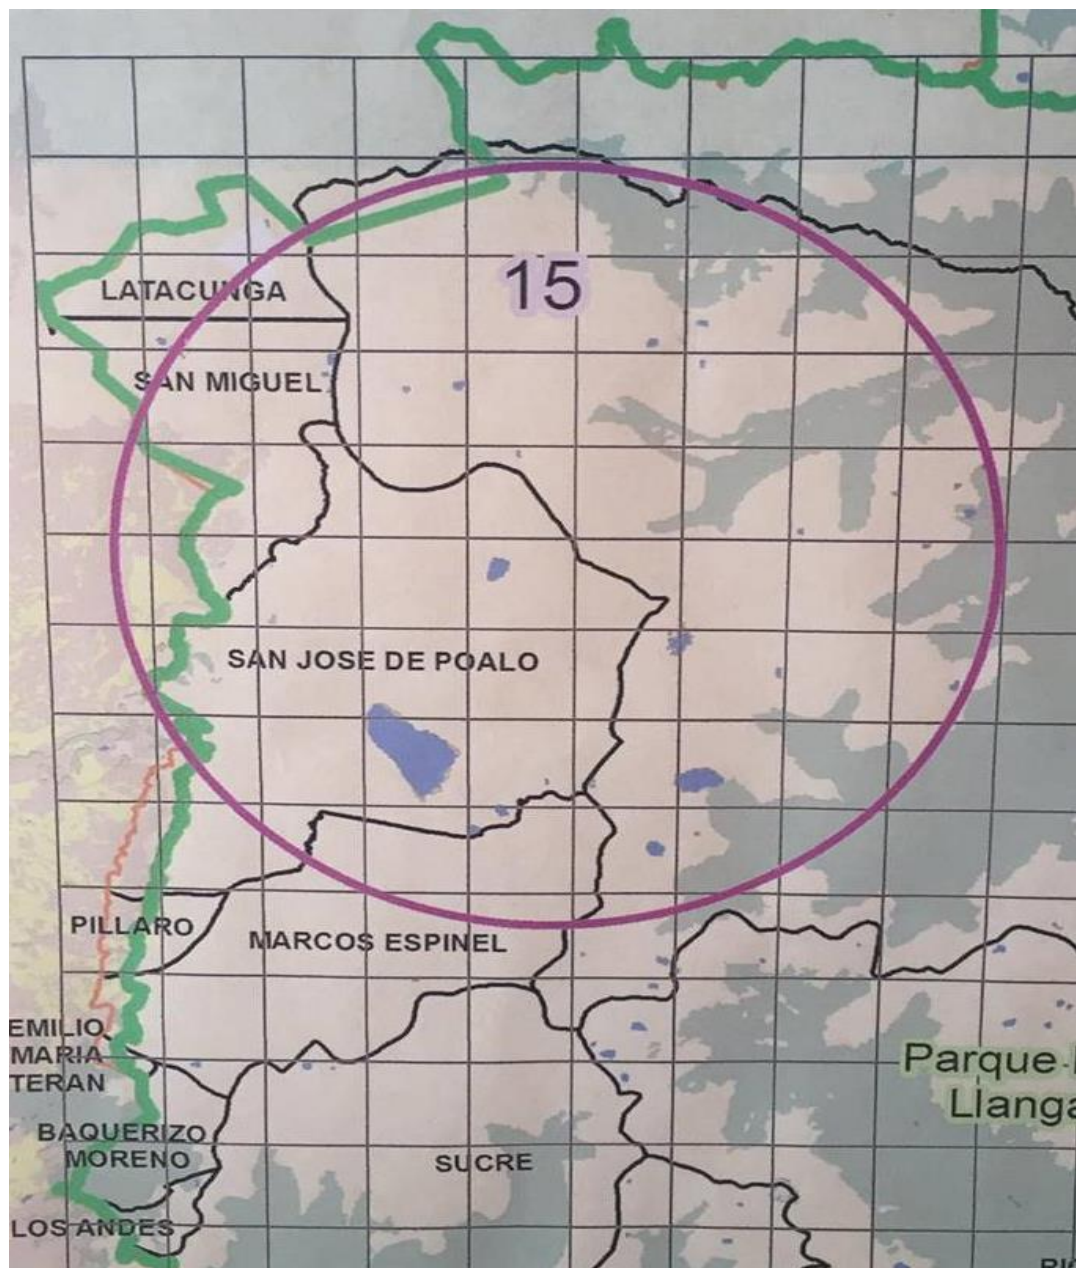 15
LATACUNGA
SAN MIGUEL
SAN JOSE DE POALO
PILLARO
MARCOS ESPINEL
EMILIO
MARIA
TERAN
Parque
Llanga
BAQUERIZO
MORENO
SUCRE
LOS ANDES